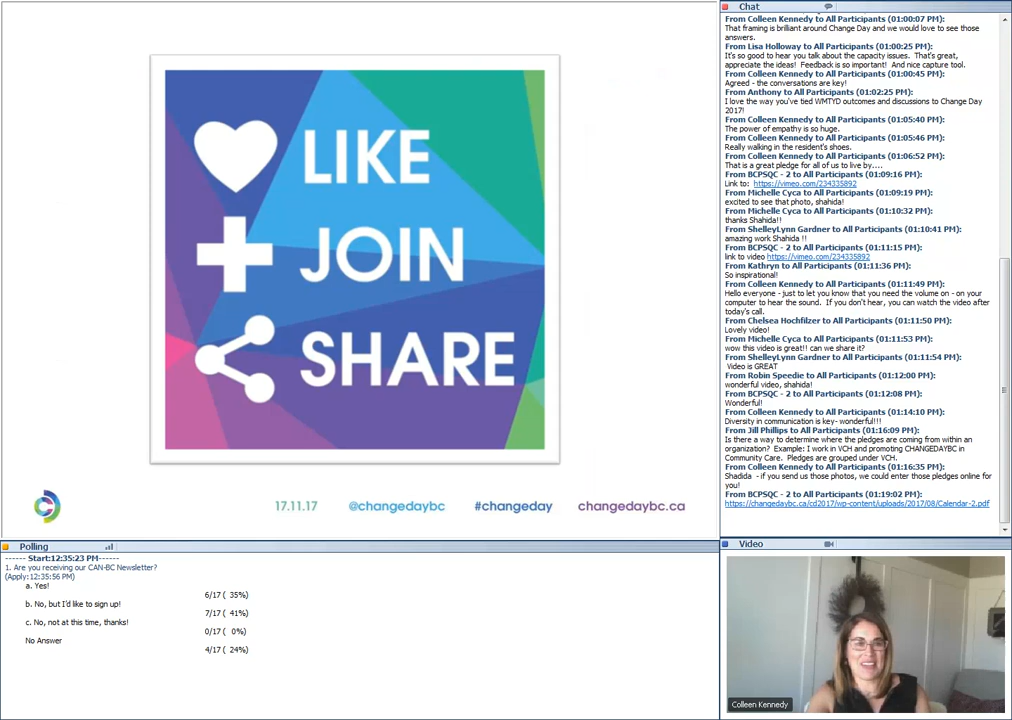 LIKE
JOIN
SHARE
17.11.17 @changedaybc #changeday changedaybc.ca
Chat
From Colleen Kennedy to All Participants (01:00:07 PM):
That framing is brilliant around Change Day and we would love to see those
answers.
From Lisa Holloway to All Participants (01:00:25 PM):
It's so good to hear you talk about the capacity issues. That's great,
appreciate the ideas! Feedback is so important! And nice capture tool.
From Colleen Kennedy to All Participants (01:00:45 PM):
Agreed - the conversations are key!
From Anthony to All Participants (01:02:25 PM):
I love the way you've tied WMTYD outcomes and discussions to Change Day
2017!
From Colleen Kennedy to All Participants (01:05:40 PM):
The power of empathy is so huge.
From Colleen Kennedy to All Participants (01:05:46 PM):
Really walking in the resident's shoes.
From Colleen Kennedy to All Participants (01:06:52 PM):
That is a great pledge for all of us to live by....
From BCPSQC - 2 to All Participants (01:09:16 PM):
Link to: https://vimeo.com/234335892
From Michelle Cyca to All Participants (01:09:19 PM):
excited to see that photo, shahida!
From Michelle Cyca to All Participants (01:10:32 PM):
thanks Shahida!!
From ShelleyLynn Gardner to All Participants (01:10:41 PM):
amazing work Shahida !!
From BCPSQC - 2 to All Participants (01:11:15 PM):
link to video https://vimeo.com/234335892
From Kathryn to All Participants (01:11:36 PM):
So inspirational!
From Colleen Kennedy to All Participants (01:11:49 PM):
Hello everyone - just to let you know that you need the volume on - on your
computer to hear the sound. If you don't hear, you can watch the video after
today's call.
From Chelsea Hochfilzer to All Participants (01:11:50 PM):
Lovely video!
From Michelle Cyca to All Participants (01:11:53 PM):
wow this video is great!! can we share it?
From ShelleyLynn Gardner to All Participants (01:11:54 PM):
Video is GREAT
From Robin Speedie to All Participants (01:12:00 PM):
wonderful video, shahida!
From BCPSQC - 2 to All Participants (01:12:08 PM):
Wonderful!
From Colleen Kennedy to All Participants (01:14:10 PM):
Diversity in communication is key- wonderful!!!
From Jill Phillips to All Participants (01:16:09 PM):
Is there a way to determine where the pledges are coming from within an
organization? Example: I work in VCH and promoting CHANGEDAYBC in
Community Care. Pledges are grouped under VCH.
From Colleen Kennedy to All Participants (01:16:35 PM):
Shadida - if you send us those photos, we could enter those pledges online for
you!
From BCPSQC - 2 to All Participants (01:19:02 PM):
https://changedaybc.ca/cd2017/wp-content/uploads/2017/08/Calendar-2.pdf
Polling
------ Start:12:35:23 PM------
1. Are you receiving our CAN-BC Newsletter?
(Apply:12:35:56 PM)
a. Yes!
6/17 ( 35%)
b. No, but I'd like to sign up!
7/17 ( 41%)
c. No, not at this time, thanks!
0/17 ( 0%)
No Answer
4/17 ( 24%)
Video
Colleen Kennedy